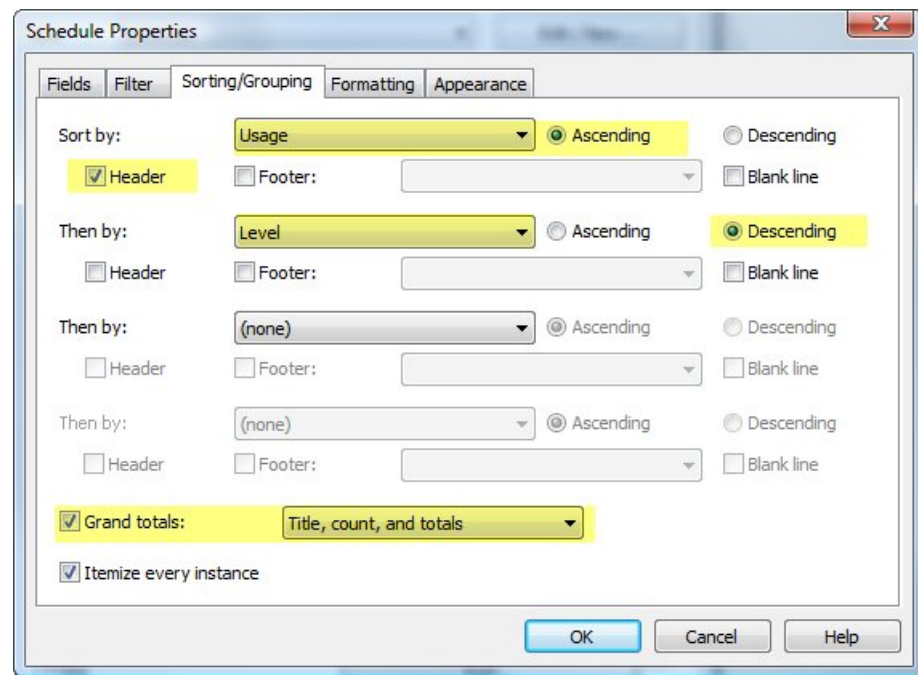 Schedule Properties
Fields Filter Sorting/Grouping Formatting Appearance
Sort by: Usage Ascending Descending
Header Footer: Blank line
Then by: Level Ascending Descending
Header Footer: Blank line
Then by: (none) Ascending Descending
Header Footer: Blank line
Then by: (none) Ascending Descending
Header Footer: Blank line
Grand totals: Title, count, and totals
Itemize every instance
OK Cancel Help